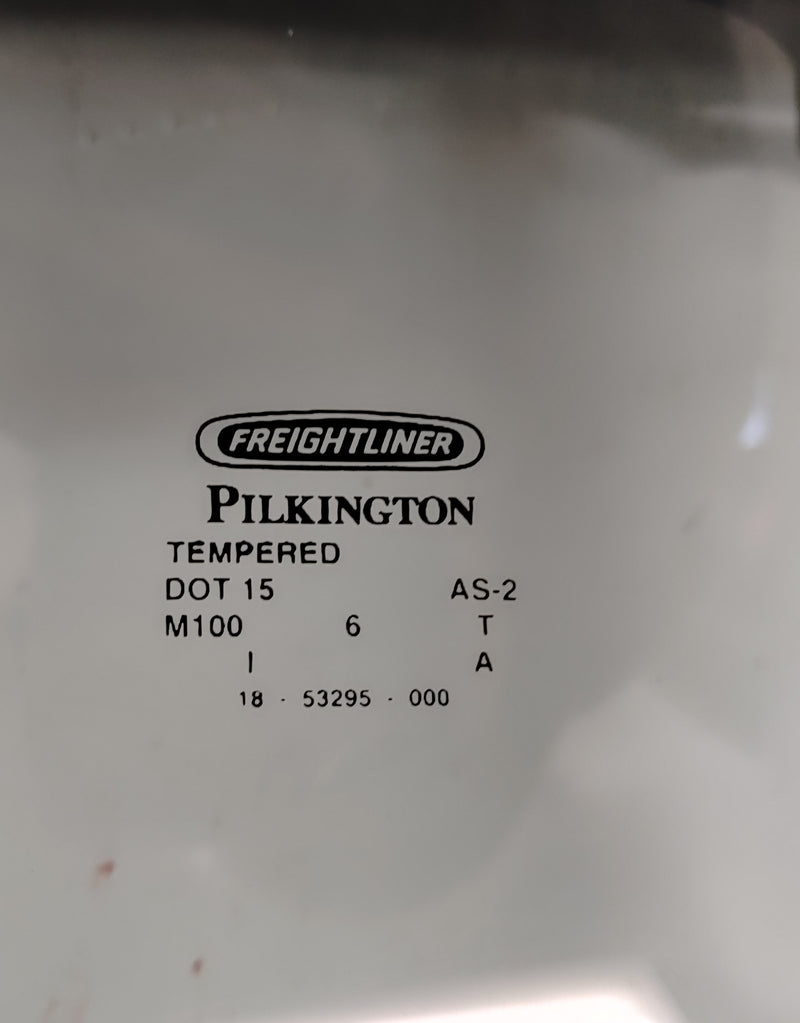 FREIGHTLINER
PILKINGTON
TEMPERED
DOT 15 AS-2
M100 6 T
I A
18 - 53295 - 000